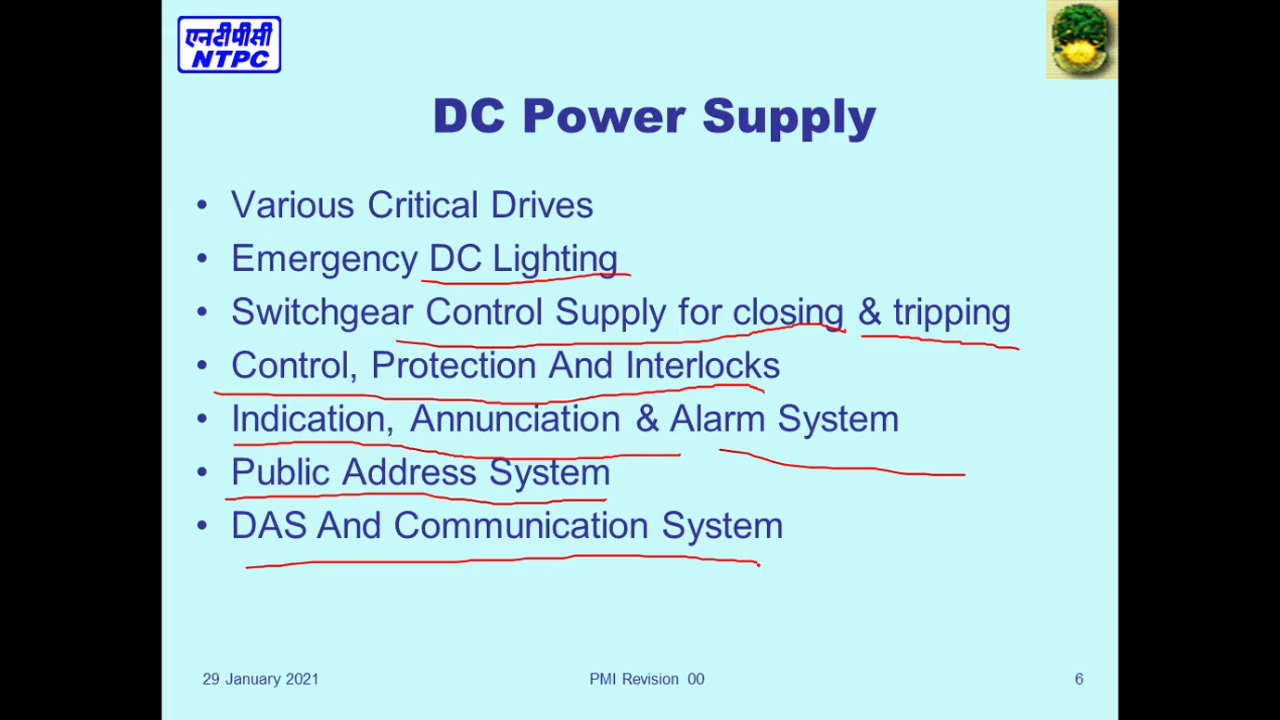 एनटीपीसी
NTPC
DC Power Supply
• Various Critical Drives
• Emergency DC Lighting
• Switchgear Control Supply for closing & tripping
• Control, Protection And Interlocks
• Indication, Annunciation & Alarm System
• Public Address System
• DAS And Communication System
29 January 2021 PMI Revision 00 6